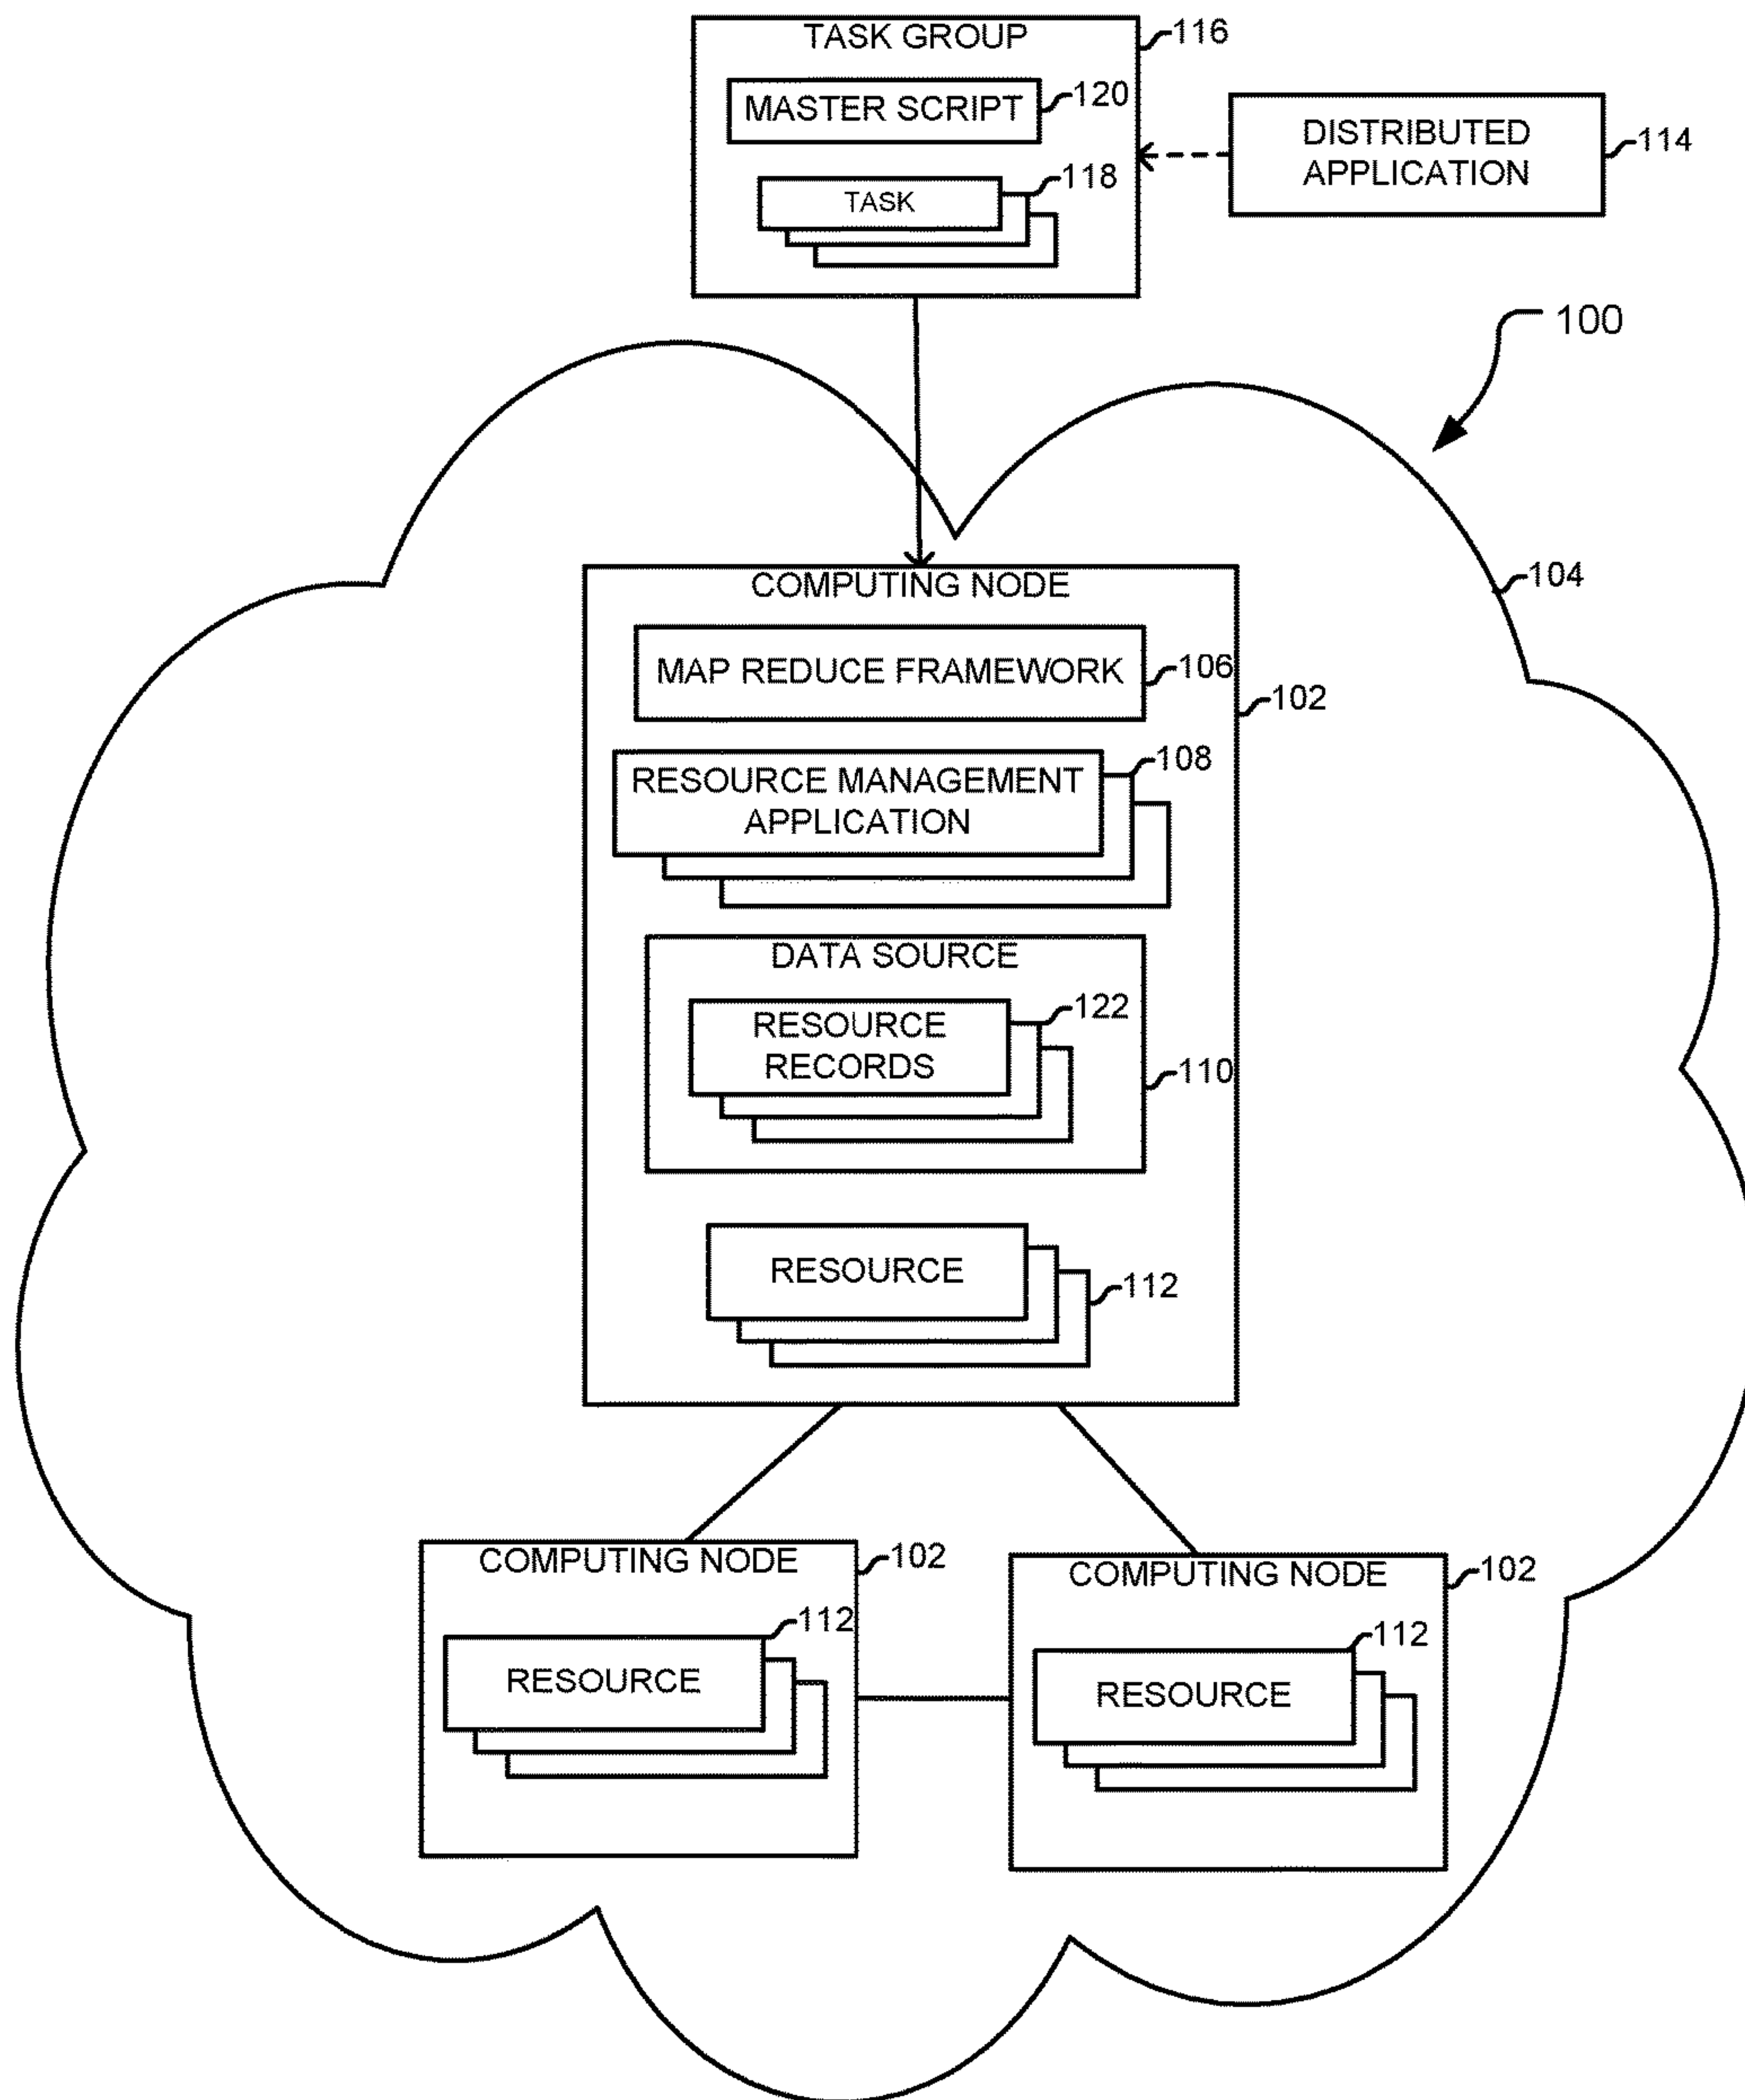 TASK GROUP
116
MASTER SCRIPT
120
DISTRIBUTED
APPLICATION
114
TASK
118
100
104
COMPUTING NODE
MAP REDUCE FRAMEWORK
106
102
RESOURCE MANAGEMENT
APPLICATION
108
DATA SOURCE
RESOURCE
RECORDS
122
110
RESOURCE
112
COMPUTING NODE
102
RESOURCE
112
COMPUTING NODE
102
RESOURCE
112